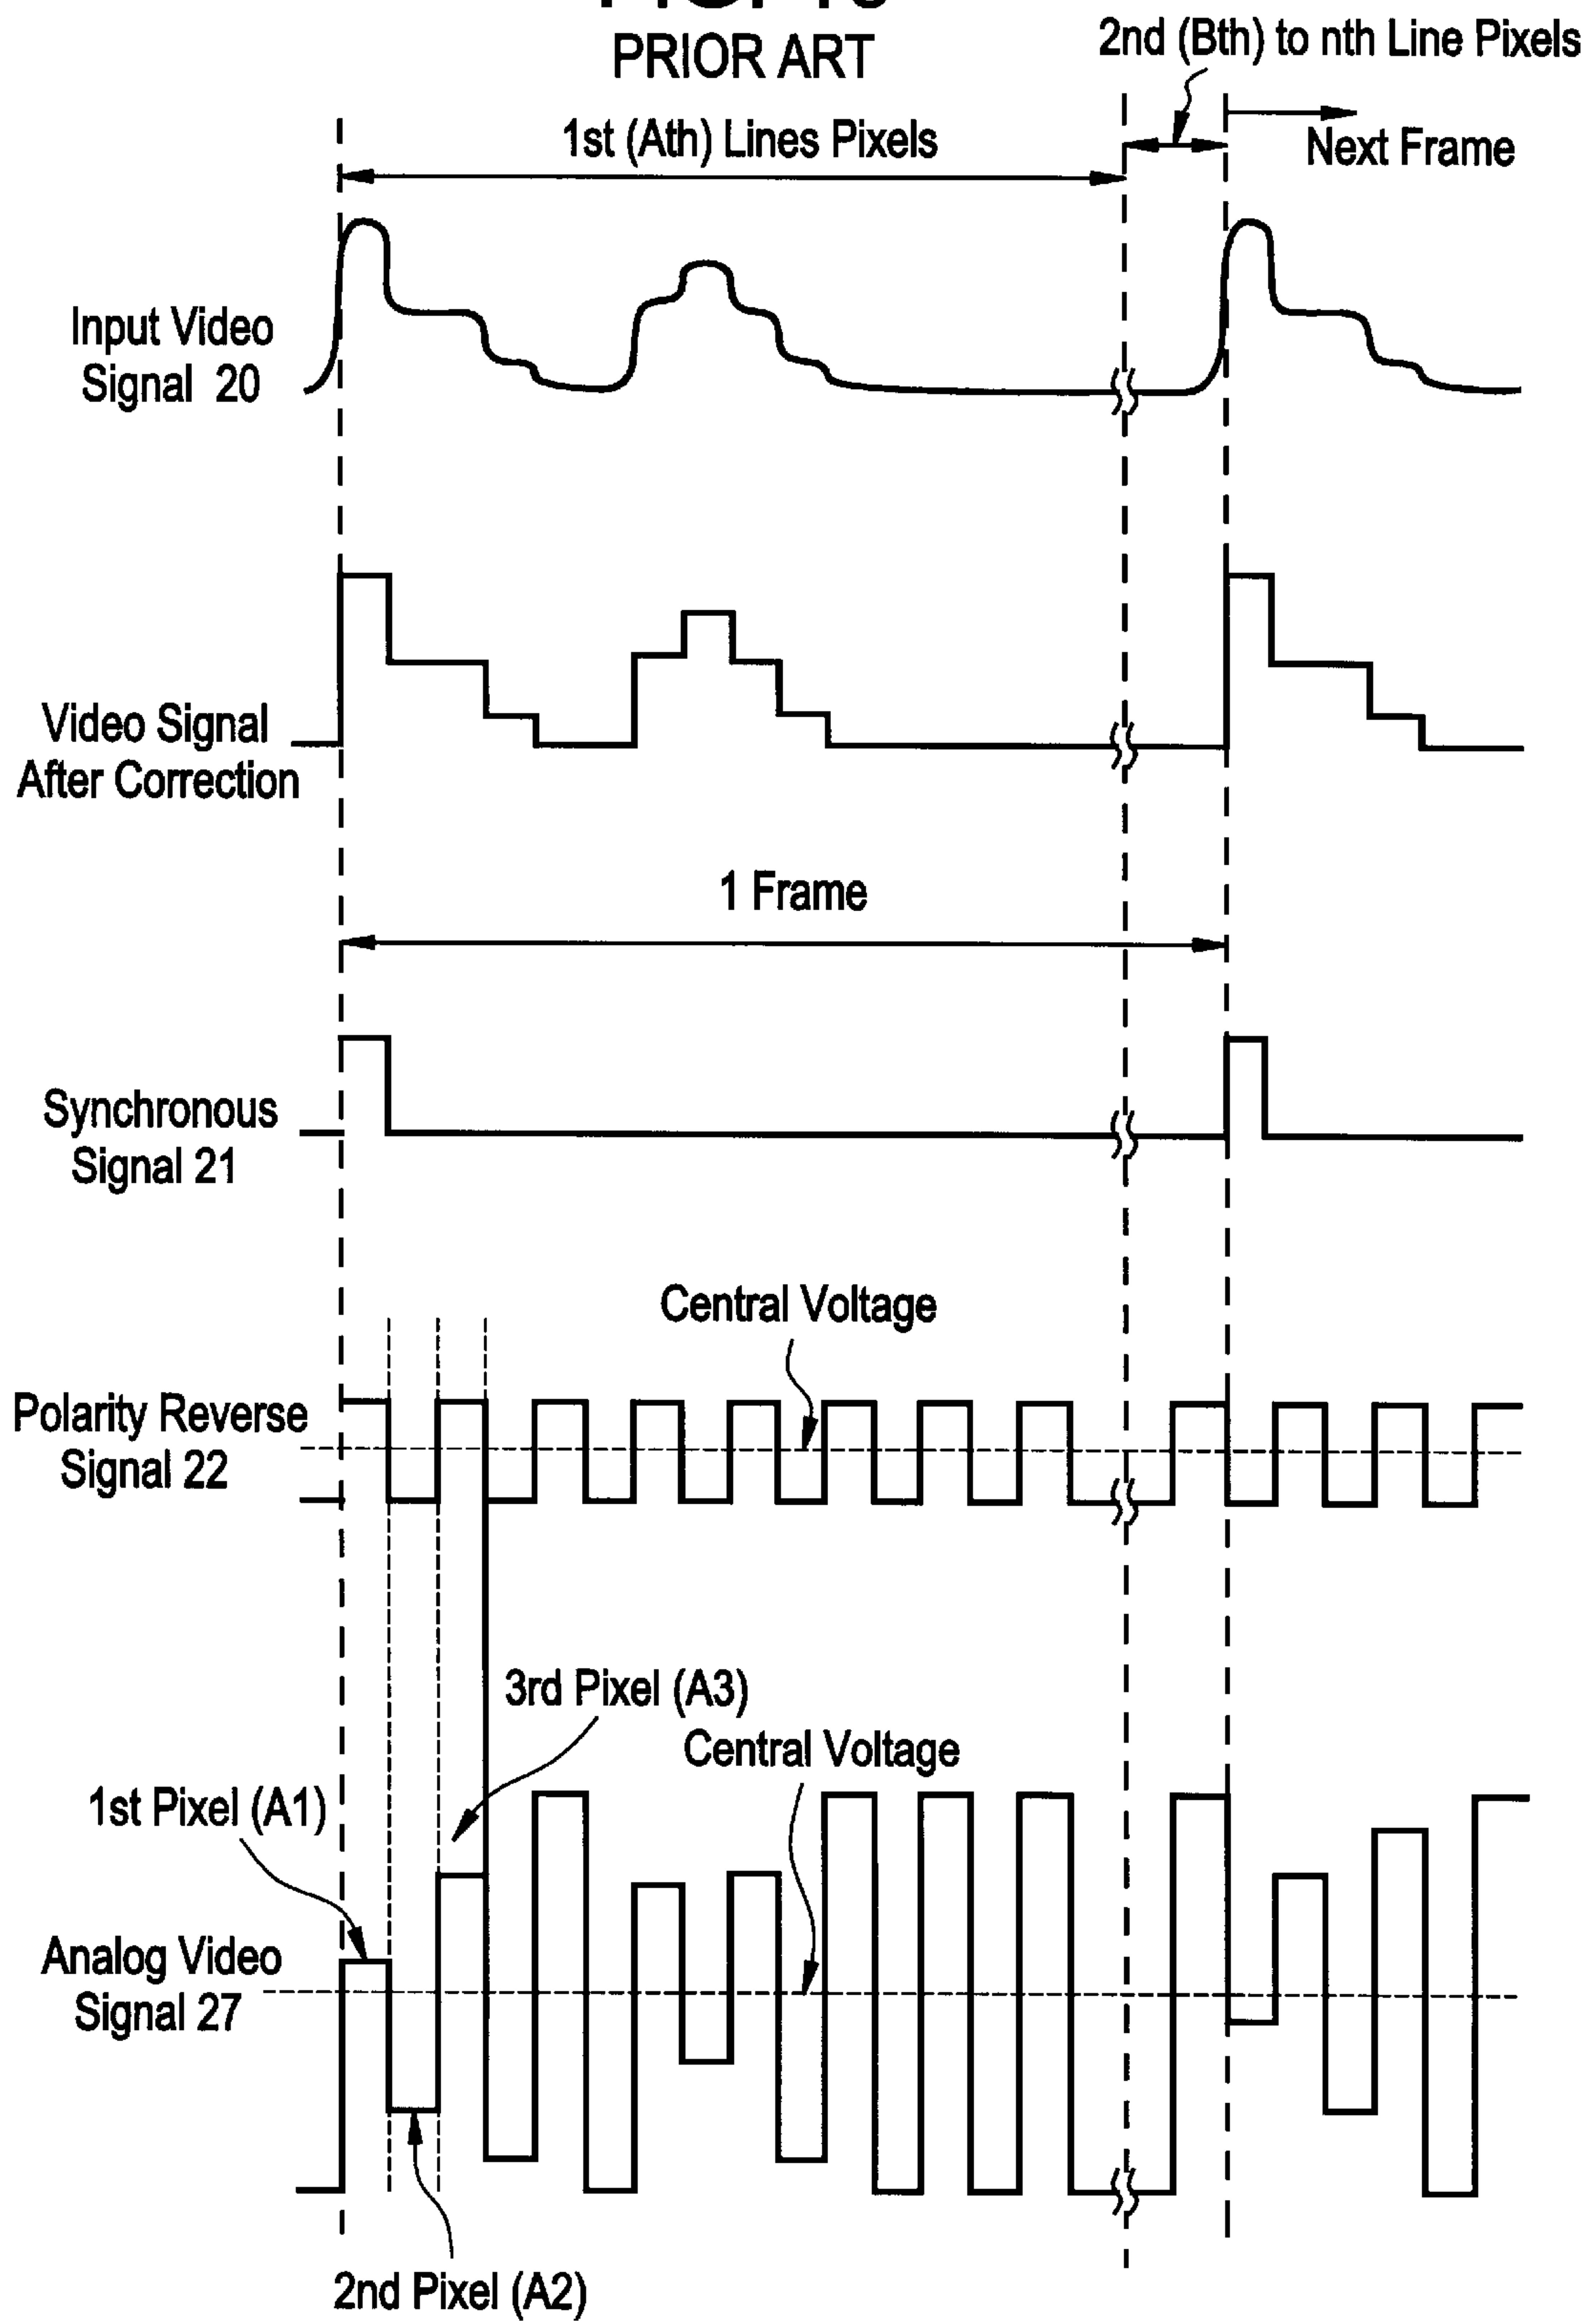 PRIOR ART
2nd (Bth) to nth Line Pixels
1st (Ath) Lines Pixels
Next Frame
Input Video
Signal 20
Video Signal
After Correction
1 Frame
Synchronous
Signal 21
Central Voltage
Polarity Reverse
Signal 22
3rd Pixel (A3)
Central Voltage
1st Pixel (A1)
Analog Video
Signal 27
2nd Pixel (A2)